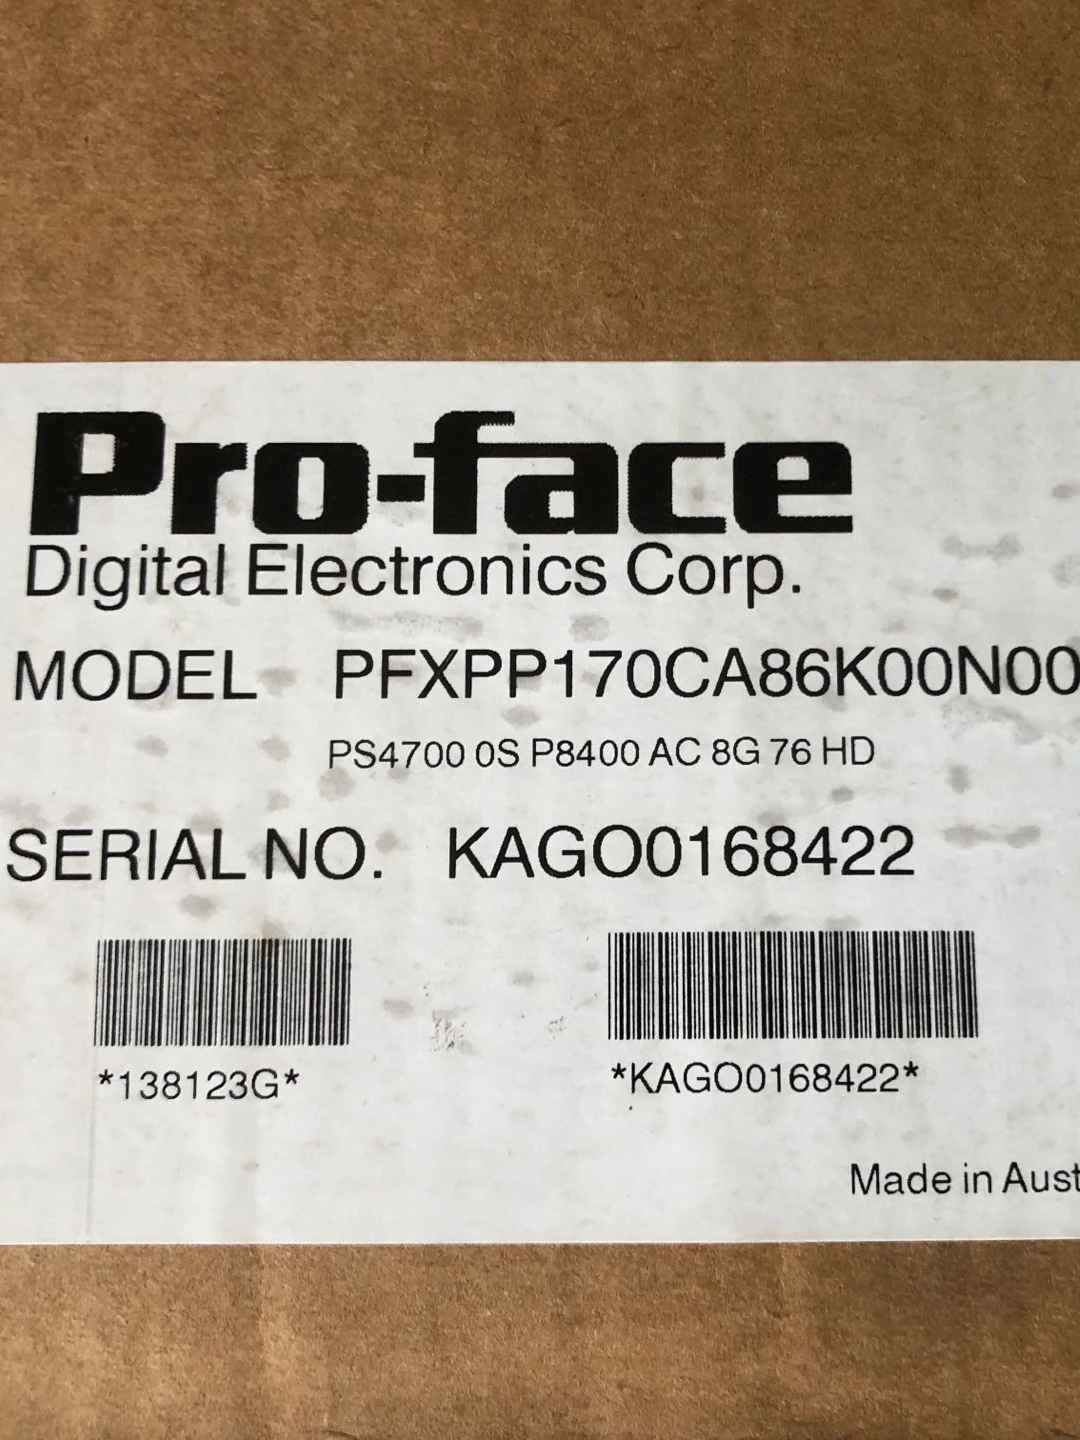 Pro-face
Digital Electronics Corp.
MODEL PFXPP170CA86K00N00
PS4700 0S P8400 AC 8G 76 HD
SERIAL NO. KAGO0168422
*138123G* *KAGO0168422*
Made in Aust